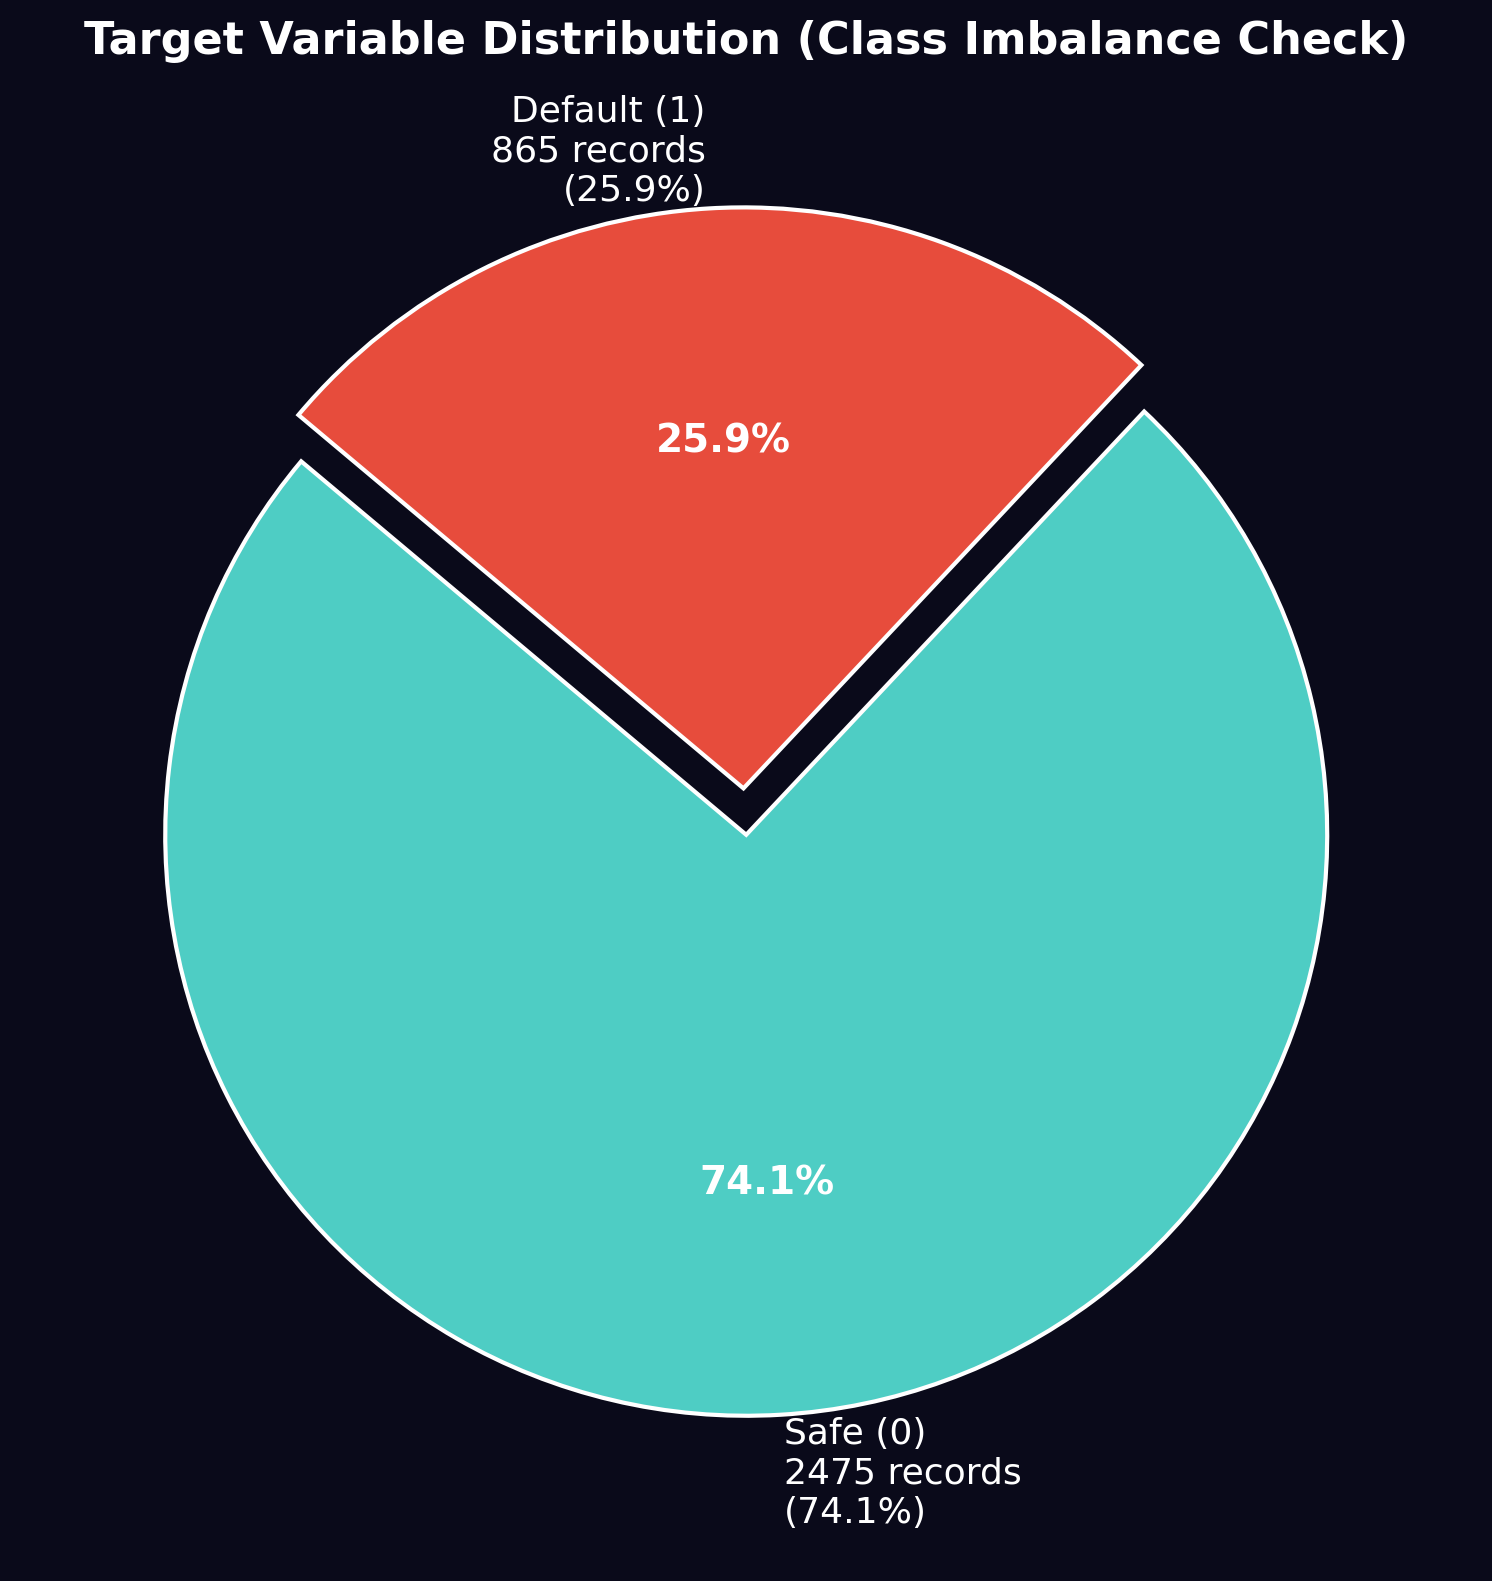 Target Variable Distribution (Class Imbalance Check)
Default (1)
865 records
(25.9%)
25.9%
74.1%
Safe (0)
2475 records
(74.1%)